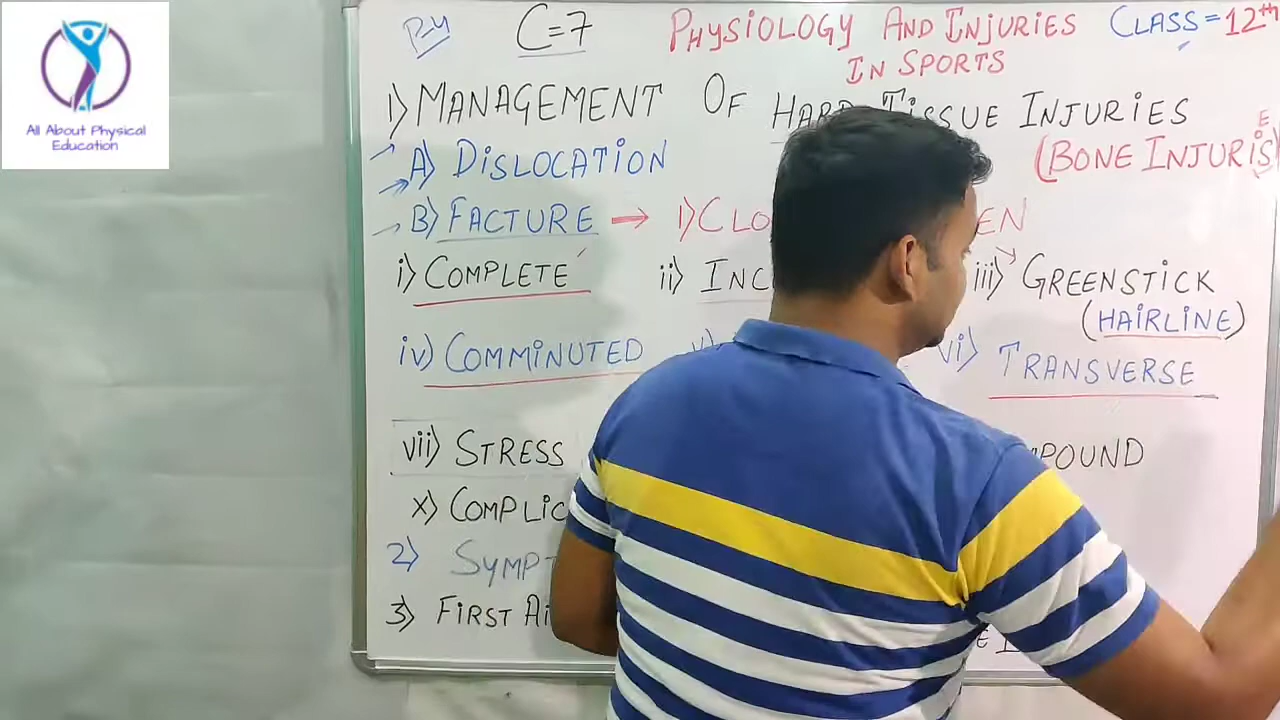 All About Physical
Education
By C=7 PHYSIOLOGY AND INJURIES CLASS=12th
IN SPORTS
1) MANAGEMENT OF HARD TISSUE INJURIES
(BONE INJURIES)
A) DISLOCATION
B) FACTURE → 1) CLO EN
i) COMPLETE ii) INC iii) GREENSTICK
(HAIRLINE)
iv) COMMINUTED v) vi) TRANSVERSE
vii) STRESS POUND
x) COMPLIC
2) SYMPT
3) FIRST AI